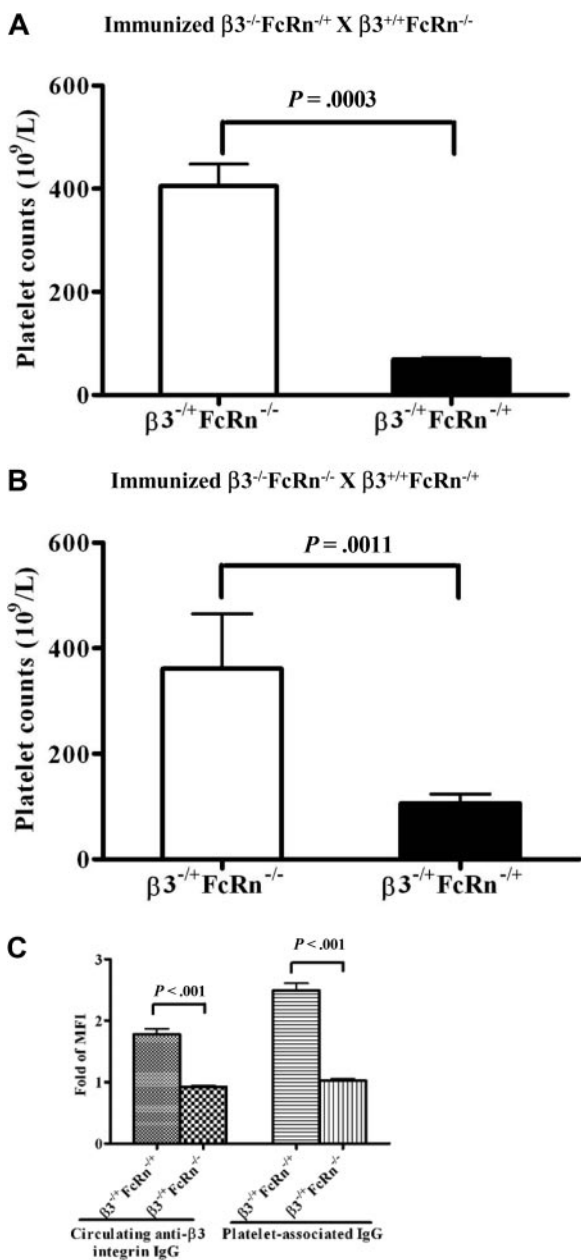 A
Immunized β3⁻/⁻FcRn⁻/⁺ X β3⁺/⁺FcRn⁻/⁻
Platelet counts (10⁹/L)
600
400
200
0
P = .0003
β3⁻/⁺FcRn⁻/⁻
β3⁻/⁺FcRn⁻/⁺
B
Immunized β3⁻/⁻FcRn⁻/⁻ X β3⁺/⁺FcRn⁻/⁺
Platelet counts (10⁹/L)
600
400
200
0
P = .0011
β3⁻/⁺FcRn⁻/⁻
β3⁻/⁺FcRn⁻/⁺
C
Fold of MFI
3
2
1
0
P < .001
P < .001
β3⁻/⁺FcRn⁻/⁺
β3⁻/⁺FcRn⁻/⁻
β3⁻/⁺FcRn⁻/⁺
β3⁻/⁺FcRn⁻/⁻
Circulating anti-β3
integrin IgG
Platelet-associated IgG